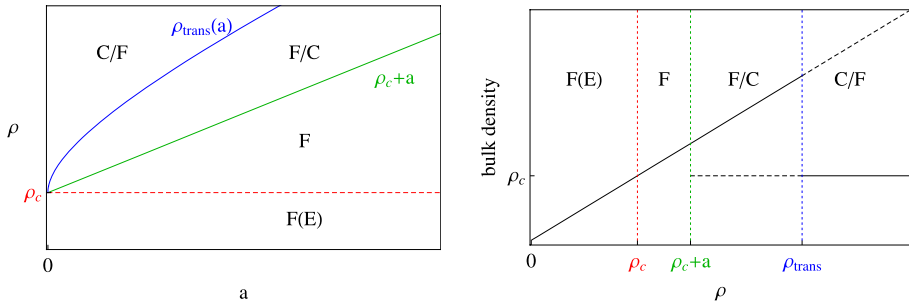 ρtrans(a)
C/F
F/C
ρc+a
ρ
F
ρc
F(E)
0
a
F(E)
F
F/C
C/F
bulk density
ρc
0
ρc
ρc+a
ρtrans
ρ